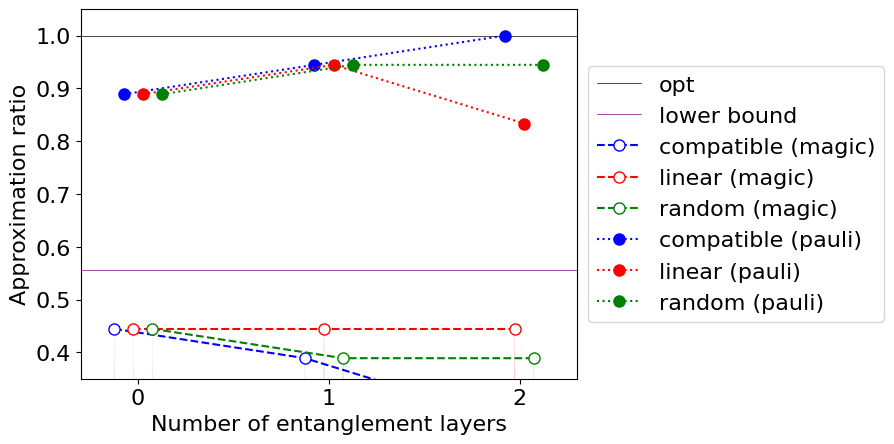 1.0
0.9
0.8
0.7
0.6
0.5
0.4
Approximation ratio
0
1
2
Number of entanglement layers
opt
lower bound
compatible (magic)
linear (magic)
random (magic)
compatible (pauli)
linear (pauli)
random (pauli)